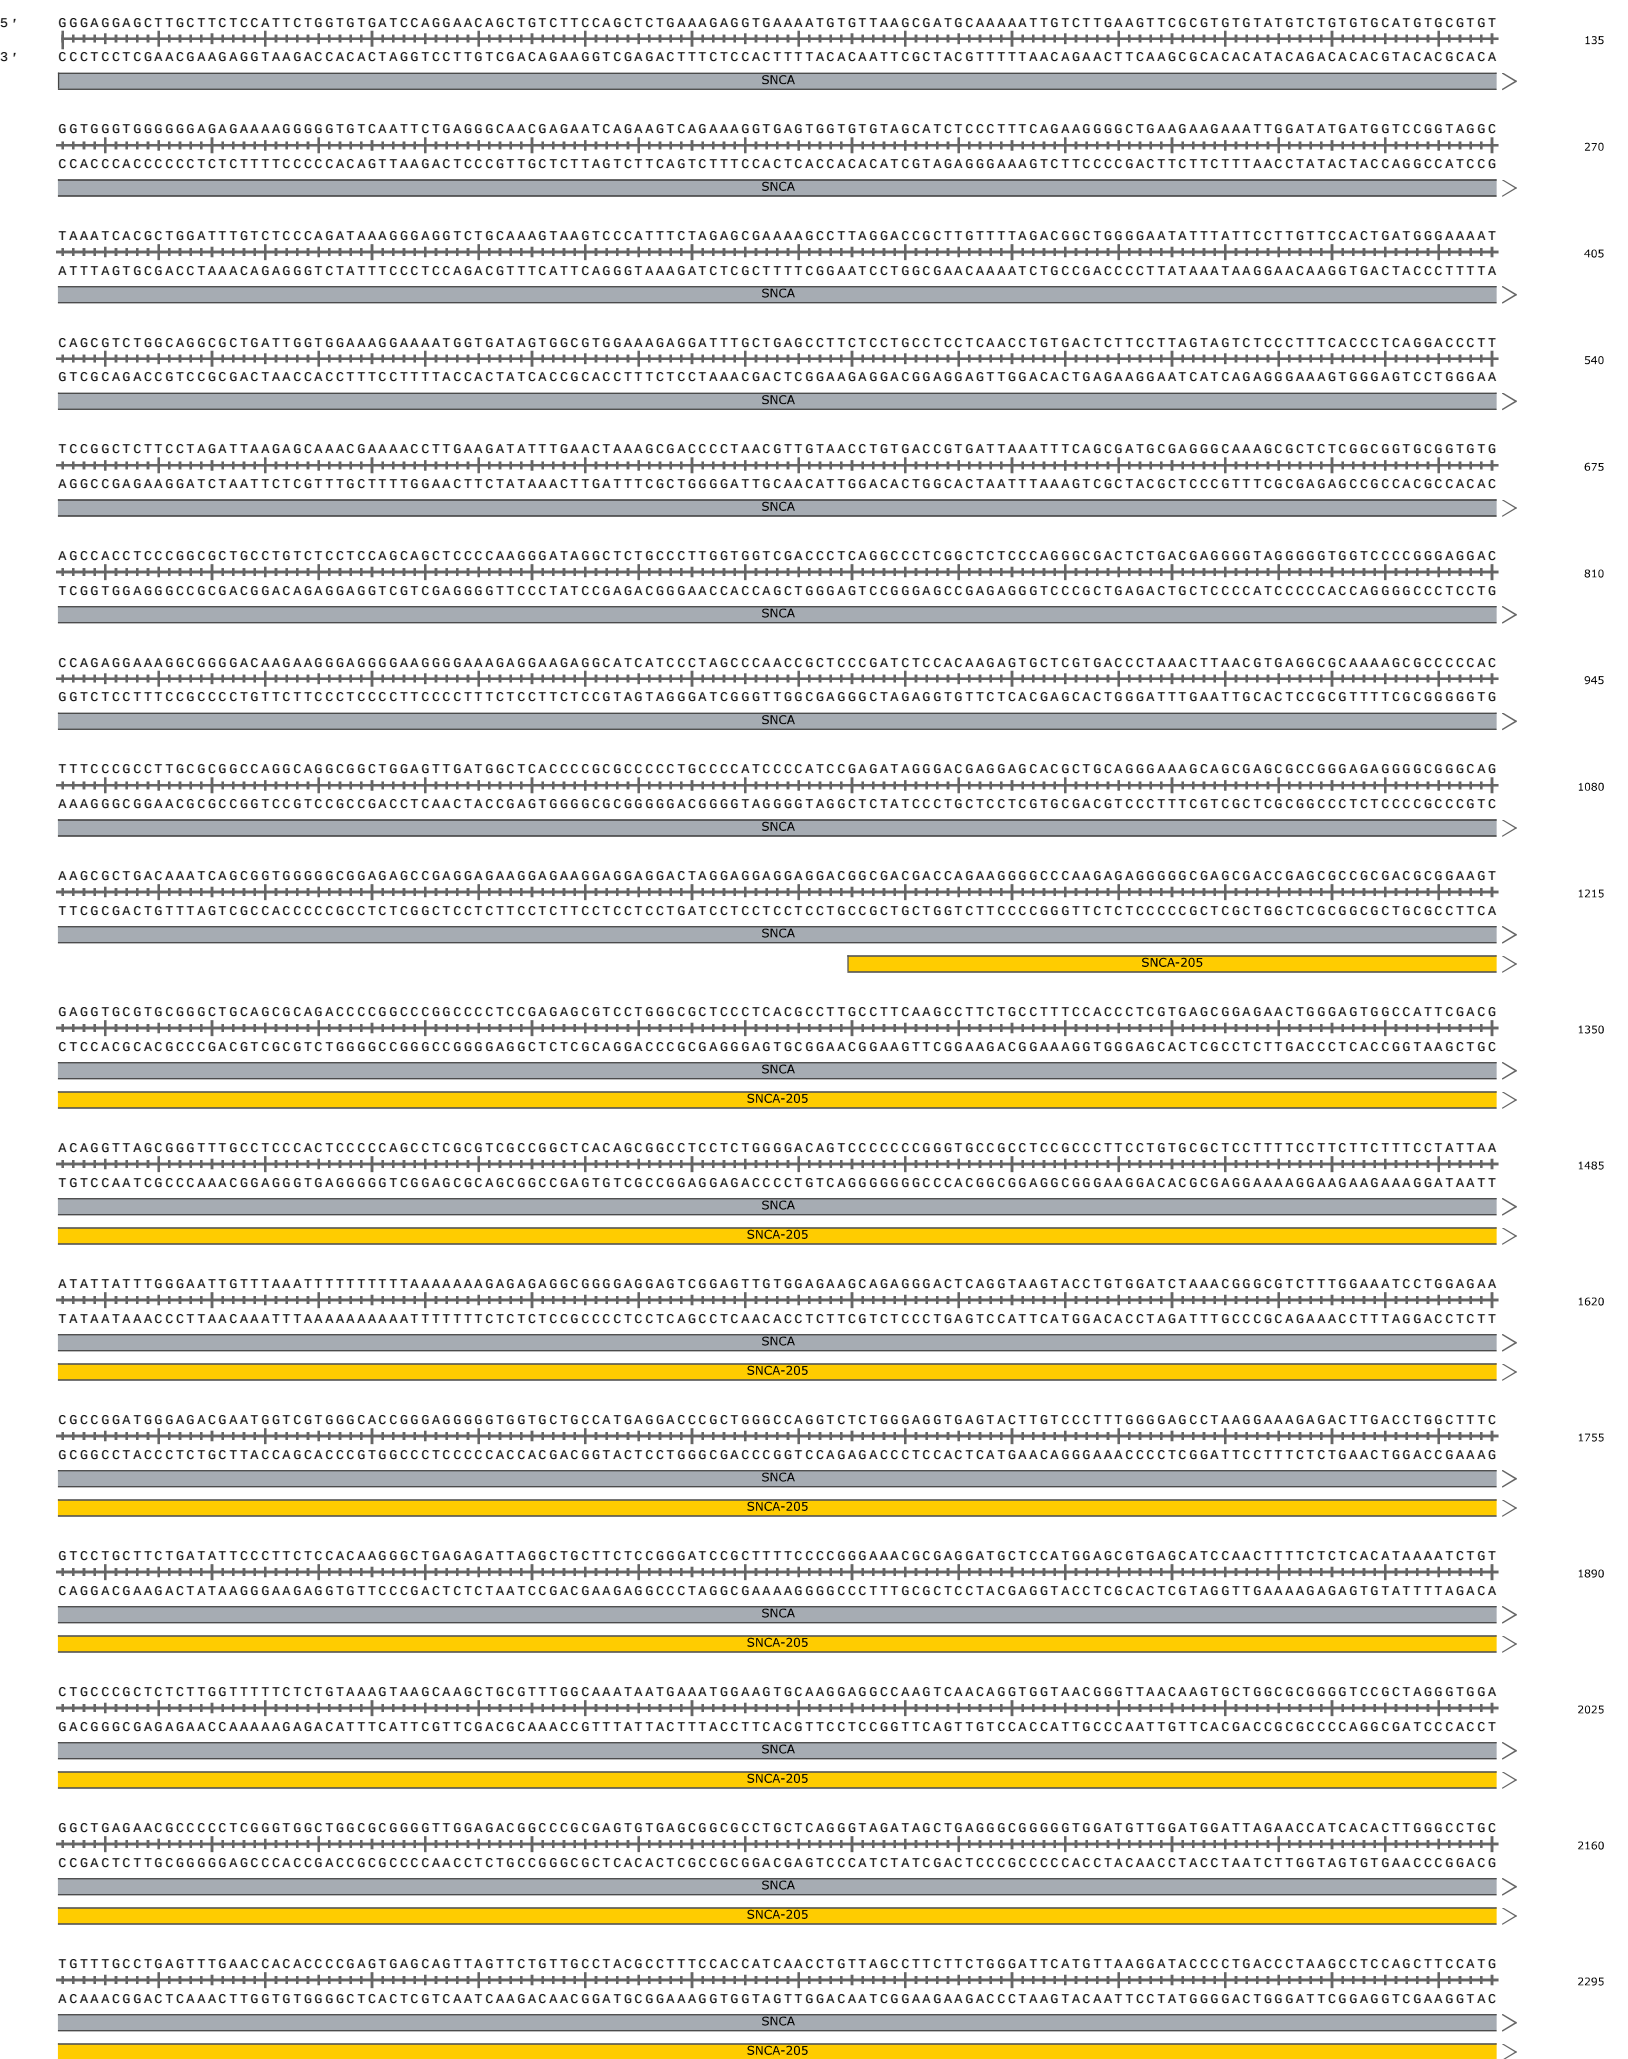 5'
GGGAGGAGCTTGCTTCTCCATTCTGGTGTGATCCAGGAACAGCTGTCTTCCAGCTCTGAAAGAGGTGAAAATGTGTTAAGCGATGCAAAAATTGTCTTGAAGTTCGCGTGTGTATGTCTGTGTGCATGTGCGTGT
135
3'
CCCTCCTCGAACGAAGAGGTAAGACCACACTAGGTCCTTGTCGACAGAAGGTCGAGACTTTCTCCACTTTTACACAATTCGCTACGTTTTTAACAGAACTTCAAGCGCACACATACAGACACACGTACACGCACA
SNCA
GGTGGGTGGGGGGAGAGAAAAGGGGGTGTCAATTCTGAGGGCAACGAGAATCAGAAGTCAGAAAGGTGAGTGGTGTGTAGCATCTCCCTTTCAGAAGGGGCTGAAGAAGAAATTGGATATGATGGTCCGGTAGGC
270
CCACCCACCCCCCTCTCTTTTCCCCCACAGTTAAGACTCCCGTTGCTCTTAGTCTTCAGTCTTTCCACTCACCACACATCGTAGAGGGAAAGTCTTCCCCGACTTCTTCTTTAACCTATACTACCAGGCCATCCG
SNCA
TAAATCACGCTGGATTTGTCTCCCAGATAAAGGGAGGTCTGCAAAGTAAGTCCCATTTCTAGAGCGAAAAGCCTTAGGACCGCTTGTTTTAGACGGCTGGGGAATATTTATTCCTTGTTCCACTGATGGGAAAAT
405
ATTTAGTGCGACCTAAACAGAGGGTCTATTTCCCTCCAGACGTTTCATTCAGGGTAAAGATCTCGCTTTTCGGAATCCTGGCGAACAAAATCTGCCGACCCCTTATAAATAAGGAACAAGGTGACTACCCTTTTA
SNCA
CAGCGTCTGGCAGGCGCTGATTGGTGGAAAGGAAAATGGTGATAGTGGCGTGGAAAGAGGATTTGCTGAGCCTTCTCCTGCCTCCTCAACCTGTGACTCTTCCTTAGTAGTCTCCCTTTCACCCTCAGGACCCTT
540
GTCGCAGACCGTCCGCGACTAACCACCTTTCCTTTTACCACTATCACCGCACCTTTCTCCTAAACGACTCGGAAGAGGACGGAGGAGTTGGACACTGAGAAGGAATCATCAGAGGGAAAGTGGGAGTCCTGGGAA
SNCA
TCCGGCTCTTCCTAGATTAAGAGCAAACGAAAACCTTGAAGATATTTGAACTAAAGCGACCCCTAACGTTGTAACCTGTGACCGTGATTAAATTTCAGCGATGCGAGGGCAAAGCGCTCTCGGCGGTGCGGTGTG
675
AGGCCGAGAAGGATCTAATTCTCGTTTGCTTTTGGAACTTCTATAAACTTGATTTCGCTGGGGATTGCAACATTGGACACTGGCACTAATTTAAAGTCGCTACGCTCCCGTTTCGCGAGAGCCGCCACGCCACAC
SNCA
AGCCACCTCCCGGCGCTGCCTGTCTCCTCCAGCAGCTCCCCAAGGGATAGGCTCTGCCCTTGGTGGTCGACCCTCAGGCCCTCGGCTCTCCCAGGGCGACTCTGACGAGGGGTAGGGGGTGGTCCCCGGGAGGAC
810
TCGGTGGAGGGCCGCGACGGACAGAGGAGGTCGTCGAGGGGTTCCCTATCCGAGACGGGAACCACCAGCTGGGAGTCCGGGAGCCGAGAGGGTCCCGCTGAGACTGCTCCCCATCCCCCACCAGGGGCCCTCCTG
SNCA
CCAGAGGAAAGGCGGGGACAAGAAGGGAGGGGAAGGGGAAAGAGGAAGAGGCATCATCCCTAGCCCAACCGCTCCCGATCTCCACAAGAGTGCTCGTGACCCTAAACTTAACGTGAGGCGCAAAAGCGCCCCCAC
945
GGTCTCCTTTCCGCCCCTGTTCTTCCCTCCCCTTCCCCTTTCTCCTTCTCCGTAGTAGGGATCGGGTTGGCGAGGGCTAGAGGTGTTCTCACGAGCACTGGGATTTGAATTGCACTCCGCGTTTTCGCGGGGGTG
SNCA
TTTCCCGCCTTGCGCGGCCAGGCAGGCGGCTGGAGTTGATGGCTCACCCCGCGCCCCCTGCCCCATCCCCATCCGAGATAGGGACGAGGAGCACGCTGCAGGGAAAGCAGCGAGCGCCGGGAGAGGGGCGGGCAG
1080
AAAGGGCGGAACGCGCCGGTCCGTCCGCCGACCTCAACTACCGAGTGGGGCGCGGGGGACGGGGTAGGGGTAGGCTCTATCCCTGCTCCTCGTGCGACGTCCCTTTCGTCGCTCGCGGCCCTCTCCCCGCCCGTC
SNCA
AAGCGCTGACAAATCAGCGGTGGGGGCGGAGAGCCGAGGAGAAGGAGAAGGAGGAGGACTAGGAGGAGGAGGACGGCGACGACCAGAAGGGGCCCAAGAGAGGGGGCGAGCGACCGAGCGCCGCGACGCGGAAGT
1215
TTCGCGACTGTTTAGTCGCCACCCCCGCCTCTCGGCTCCTCTTCCTCTTCCTCCTCCTGATCCTCCTCCTCCTGCCGCTGCTGGTCTTCCCCGGGTTCTCTCCCCCGCTCGCTGGCTCGCGGCGCTGCGCCTTCA
SNCA
SNCA-205
GAGGTGCGTGCGGGCTGCAGCGCAGACCCCGGCCCGGCCCCTCCGAGAGCGTCCTGGGCGCTCCCTCACGCCTTGCCTTCAAGCCTTCTGCCTTTCCACCCTCGTGAGCGGAGAACTGGGAGTGGCCATTCGACG
1350
CTCCACGCACGCCCGACGTCGCGTCTGGGGCCGGGCCGGGGAGGCTCTCGCAGGACCCGCGAGGGAGTGCGGAACGGAAGTTCGGAAGACGGAAAGGTGGGAGCACTCGCCTCTTGACCCTCACCGGTAAGCTGC
SNCA
SNCA-205
ACAGGTTAGCGGGTTTGCCTCCCACTCCCCCAGCCTCGCGTCGCCGGCTCACAGCGGCCTCCTCTGGGGACAGTCCCCCCCGGGTGCCGCCTCCGCCCTTCCTGTGCGCTCCTTTTCCTTCTTCTTTCCTATTAA
1485
TGTCCAATCGCCCAAACGGAGGGTGAGGGGGTCGGAGCGCAGCGGCCGAGTGTCGCCGGAGGAGACCCCTGTCAGGGGGGGCCCACGGCGGAGGCGGGAAGGACACGCGAGGAAAAGGAAGAAGAAAGGATAATT
SNCA
SNCA-205
ATATTATTTGGGAATTGTTTAAATTTTTTTTTTAAAAAAAGAGAGAGGCGGGGAGGAGTCGGAGTTGTGGAGAAGCAGAGGGACTCAGGTAAGTACCTGTGGATCTAAACGGGCGTCTTTGGAAATCCTGGAGAA
1620
TATAATAAACCCTTAACAAATTTAAAAAAAAAATTTTTTTCTCTCTCCGCCCCTCCTCAGCCTCAACACCTCTTCGTCTCCCTGAGTCCATTCATGGACACCTAGATTTGCCCGCAGAAACCTTTAGGACCTCTT
SNCA
SNCA-205
CGCCGGATGGGAGACGAATGGTCGTGGGCACCGGGAGGGGGTGGTGCTGCCATGAGGACCCGCTGGGCCAGGTCTCTGGGAGGTGAGTACTTGTCCCTTTGGGGAGCCTAAGGAAAGAGACTTGACCTGGCTTTC
1755
GCGGCCTACCCTCTGCTTACCAGCACCCGTGGCCCTCCCCCACCACGACGGTACTCCTGGGCGACCCGGTCCAGAGACCCTCCACTCATGAACAGGGAAACCCCTCGGATTCCTTTCTCTGAACTGGACCGAAAG
SNCA
SNCA-205
GTCCTGCTTCTGATATTCCCTTCTCCACAAGGGCTGAGAGATTAGGCTGCTTCTCCGGGATCCGCTTTTCCCCGGGAAACGCGAGGATGCTCCATGGAGCGTGAGCATCCAACTTTTCTCTCACATAAAATCTGT
1890
CAGGACGAAGACTATAAGGGAAGAGGTGTTCCCGACTCTCTAATCCGACGAAGAGGCCCTAGGCGAAAAGGGGCCCTTTGCGCTCCTACGAGGTACCTCGCACTCGTAGGTTGAAAAGAGAGTGTATTTTAGACA
SNCA
SNCA-205
CTGCCCGCTCTCTTGGTTTTTCTCTGTAAAGTAAGCAAGCTGCGTTTGGCAAATAATGAAATGGAAGTGCAAGGAGGCCAAGTCAACAGGTGGTAACGGGTTAACAAGTGCTGGCGCGGGGTCCGCTAGGGTGGA
2025
GACGGGCGAGAGAACCAAAAAGAGACATTTCATTCGTTCGACGCAAACCGTTTATTACTTTACCTTCACGTTCCTCCGGTTCAGTTGTCCACCATTGCCCAATTGTTCACGACCGCGCCCCAGGCGATCCCACCT
SNCA
SNCA-205
GGCTGAGAACGCCCCCTCGGGTGGCTGGCGCGGGGTTGGAGACGGCCCGCGAGTGTGAGCGGCGCCTGCTCAGGGTAGATAGCTGAGGGCGGGGGTGGATGTTGGATGGATTAGAACCATCACACTTGGGCCTGC
2160
CCGACTCTTGCGGGGGAGCCCACCGACCGCGCCCCAACCTCTGCCGGGCGCTCACACTCGCCGCGGACGAGTCCCATCTATCGACTCCCGCCCCCACCTACAACCTACCTAATCTTGGTAGTGTGAACCCGGACG
SNCA
SNCA-205
TGTTTGCCTGAGTTTGAACCACACCCCGAGTGAGCAGTTAGTTCTGTTGCCTACGCCTTTCCACCATCAACCTGTTAGCCTTCTTCTGGGATTCATGTTAAGGATACCCCTGACCCTAAGCCTCCAGCTTCCATG
2295
ACAAACGGACTCAAACTTGGTGTGGGGCTCACTCGTCAATCAAGACAACGGATGCGGAAAGGTGGTAGTTGGACAATCGGAAGAAGACCCTAAGTACAATTCCTATGGGGACTGGGATTCGGAGGTCGAAGGTAC
SNCA
SNCA-205